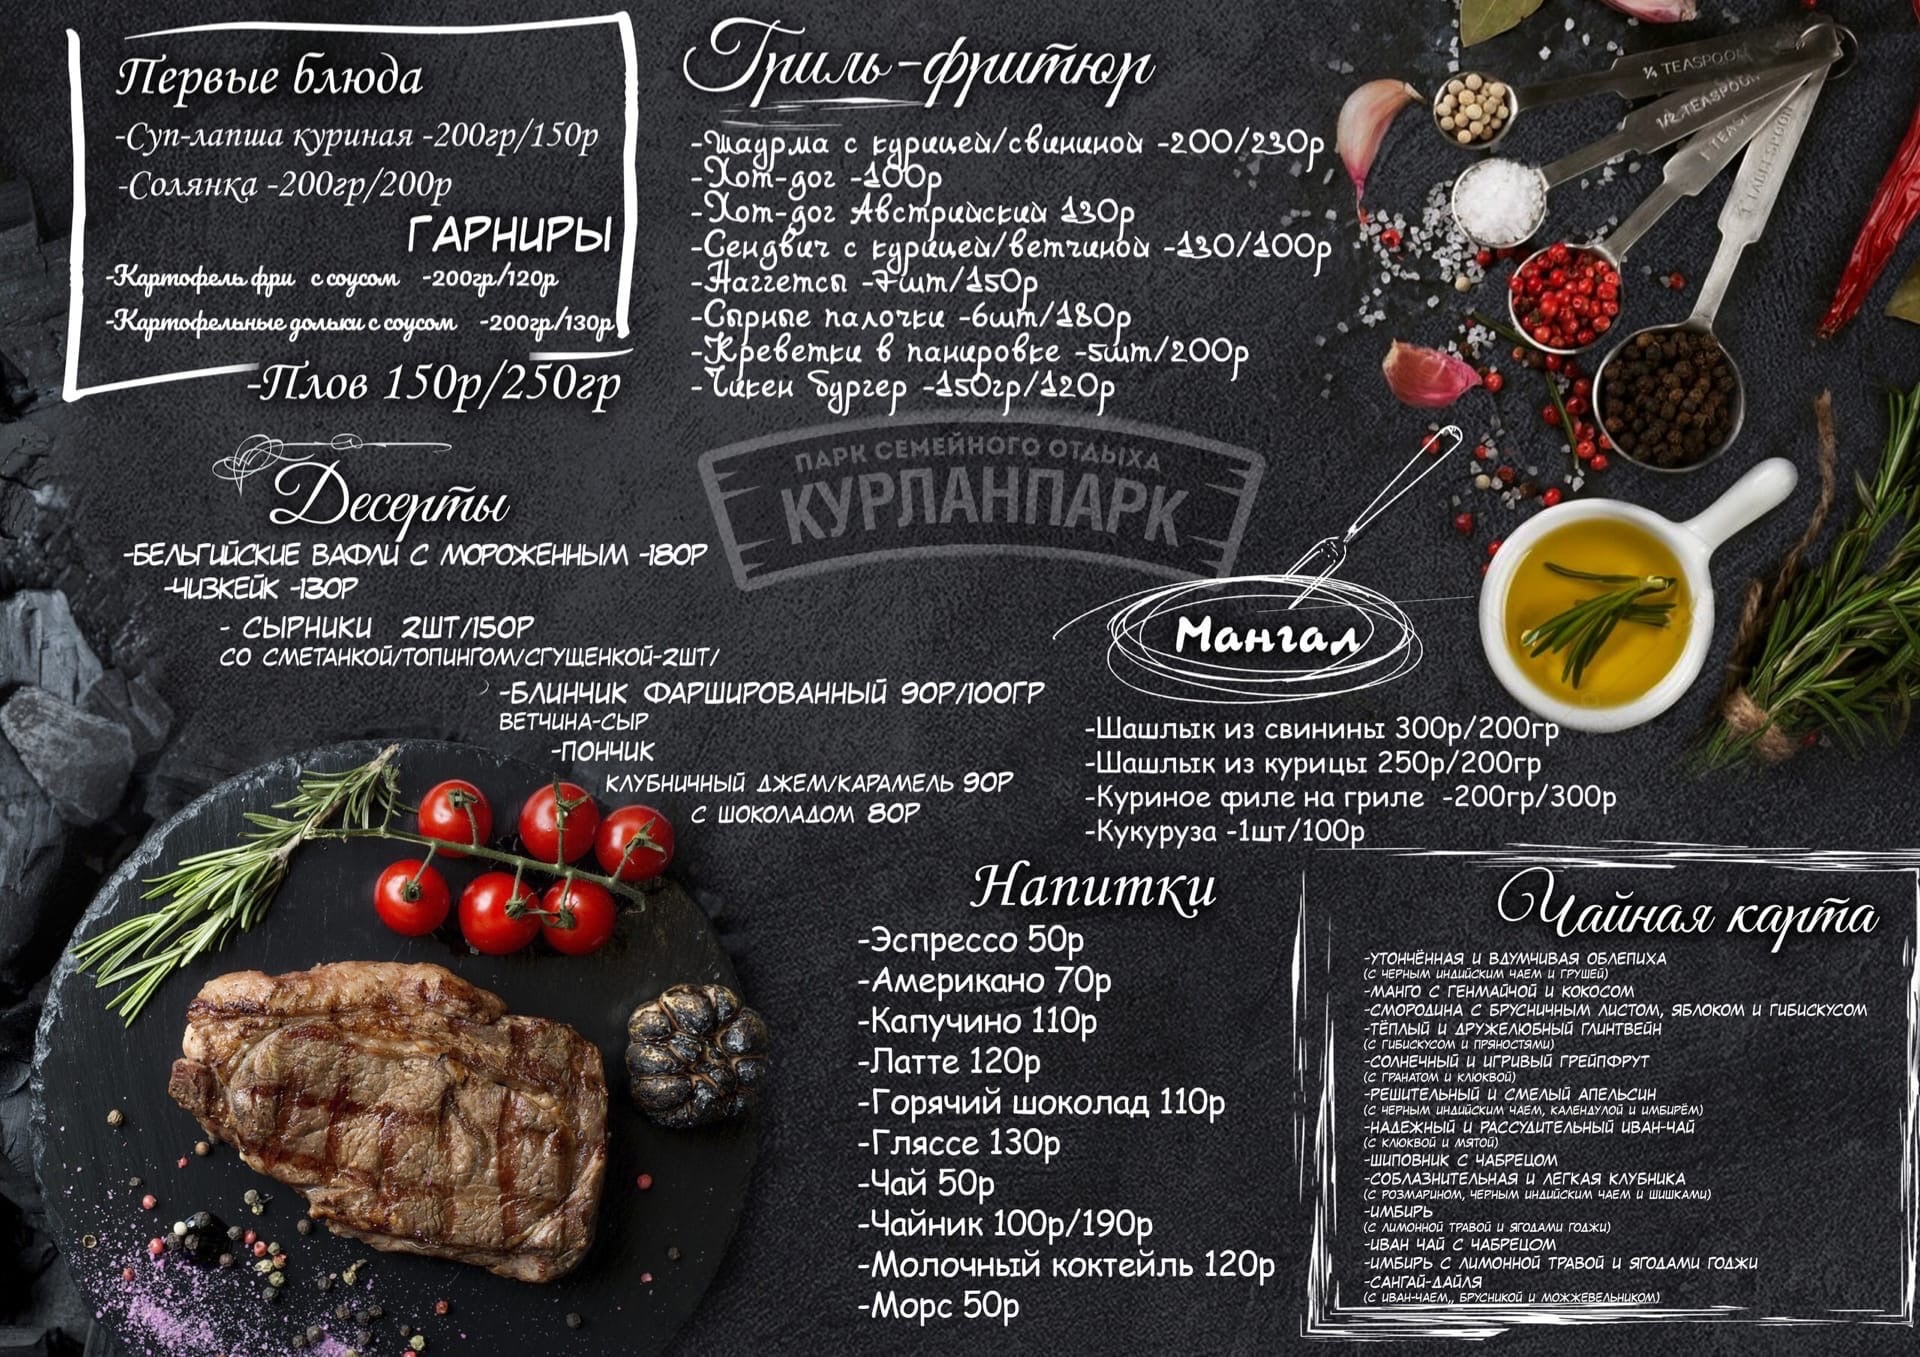 Первые блюда
-Суп-лапша куриная -200гр/150р
-Солянка -200гр/200р
ГАРНИРЫ
-Картофель фри с соусом -200гр/120р
-Картофельные дольки с соусом -200гр/130р
-Плов 150р/250гр
Гриль-фритюр
-Шаурма с курицей/свининой -200/230р
-Хот-дог -100р
-Хот-дог Австрийский 130р
-Сендвич с курицей/ветчиной -130/100р
-Наггетсы -7шт/150р
-Сырные палочки -6шт/180р
-Креветки в панировке -5шт/200р
-Чикен бургер -150гр/120р
ПАРК СЕМЕЙНОГО ОТДЫХА
КУРЛАНПАРК
¼ TEASPOON
1/2 TEASPOON
Десерты
-БЕЛЬГИЙСКИЕ ВАФЛИ С МОРОЖЕННЫМ -180Р
-ЧИЗКЕЙК -130Р
- СЫРНИКИ 2ШТ/150Р
СО СМЕТАНКОЙ/ТОПИНГОМ/СГУЩЕНКОЙ-2ШТ/
-БЛИНЧИК ФАРШИРОВАННЫЙ 90Р/100ГР
ВЕТЧИНА-СЫР
-ПОНЧИК
КЛУБНИЧНЫЙ ДЖЕМ/КАРАМЕЛЬ 90Р
С ШОКОЛАДОМ 80Р
Мангал
-Шашлык из свинины 300р/200гр
-Шашлык из курицы 250р/200гр
-Куриное филе на гриле -200гр/300р
-Кукуруза -1шт/100р
Напитки
-Эспрессо 50р
-Американо 70р
-Капучино 110р
-Латте 120р
-Горячий шоколад 110р
-Гляссе 130р
-Чай 50р
-Чайник 100р/190р
-Молочный коктейль 120р
-Морс 50р
Чайная карта
-УТОНЧЁННАЯ И ВДУМЧИВАЯ ОБЛЕПИХА
(С ЧЕРНЫМ ИНДИЙСКИМ ЧАЕМ И ГРУШЕЙ)
-МАНГО С ГЕНМАЙЧОЙ И КОКОСОМ
-СМОРОДИНА С БРУСНИЧНЫМ ЛИСТОМ, ЯБЛОКОМ И ГИБИСКУСОМ
-ТЁПЛЫЙ И ДРУЖЕЛЮБНЫЙ ГЛИНТВЕЙН
(С ГИБИСКУСОМ И ПРЯНОСТЯМИ)
-СОЛНЕЧНЫЙ И ИГРИВЫЙ ГРЕЙПФРУТ
(С ГРАНАТОМ И КЛЮКВОЙ)
-РЕШИТЕЛЬНЫЙ И СМЕЛЫЙ АПЕЛЬСИН
(С ЧЕРНЫМ ИНДИЙСКИМ ЧАЕМ, КАЛЕНДУЛОЙ И ИМБИРЁМ)
-НАДЕЖНЫЙ И РАССУДИТЕЛЬНЫЙ ИВАН-ЧАЙ
(С КЛЮКВОЙ И МЯТОЙ)
-ШИПОВНИК С ЧАБРЕЦОМ
-СОБЛАЗНИТЕЛЬНАЯ И ЛЕГКАЯ КЛУБНИКА
(С РОЗМАРИНОМ, ЧЕРНЫМ ИНДИЙСКИМ ЧАЕМ И ШИШКАМИ)
-ИМБИРЬ
(С ЛИМОННОЙ ТРАВОЙ И ЯГОДАМИ ГОДЖИ)
-ИВАН ЧАЙ С ЧАБРЕЦОМ
-ИМБИРЬ С ЛИМОННОЙ ТРАВОЙ И ЯГОДАМИ ГОДЖИ
-САНГАЙ-ДАЙЛЯ
(С ИВАН-ЧАЕМ,, БРУСНИКОЙ И МОЖЖЕВЕЛЬНИКОМ)